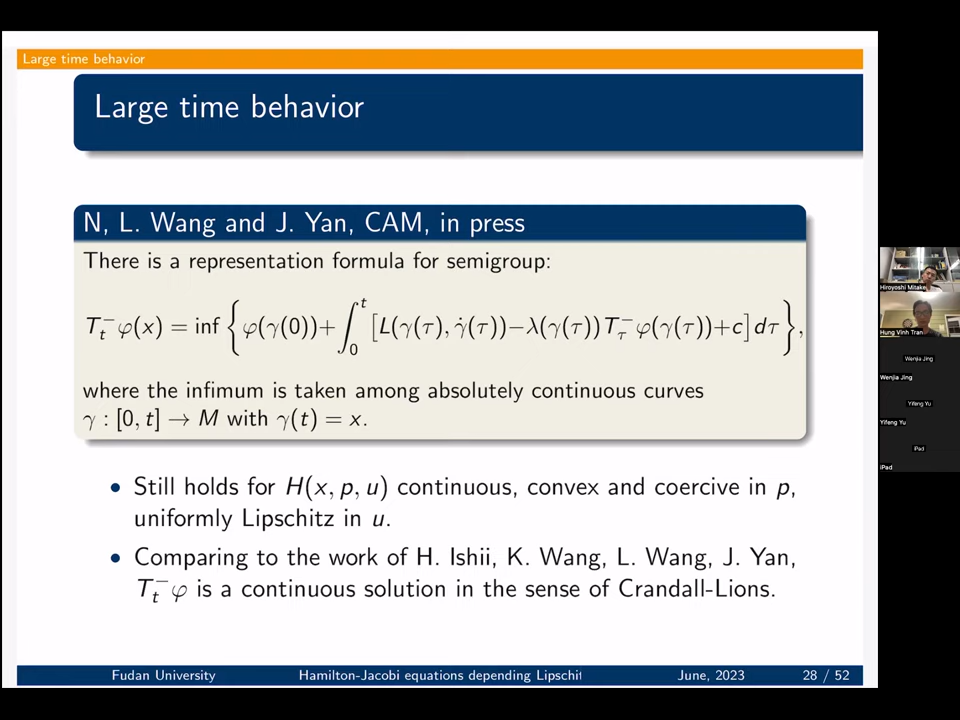 Large time behavior
Large time behavior
N, L. Wang and J. Yan, CAM, in press
There is a representation formula for semigroup:
T_t^- φ(x) = inf { φ(γ(0)) + ∫_0^t [ L(γ(τ), γ̇(τ)) − λ(γ(τ)) T_τ^- φ(γ(τ)) + c ] dτ },
where the infimum is taken among absolutely continuous curves
γ : [0, t] → M with γ(t) = x.
• Still holds for H(x, p, u) continuous, convex and coercive in p,
uniformly Lipschitz in u.
• Comparing to the work of H. Ishii, K. Wang, L. Wang, J. Yan,
T_t^- φ is a continuous solution in the sense of Crandall-Lions.
Fudan University Hamilton-Jacobi equations depending Lipschit June, 2023 28 / 52
Hiroyoshi Mitake
Hung Vinh Tran
Wenjia Jing
Wenjia Jing
Yifeng Yu
Yifeng Yu
iPad
iPad